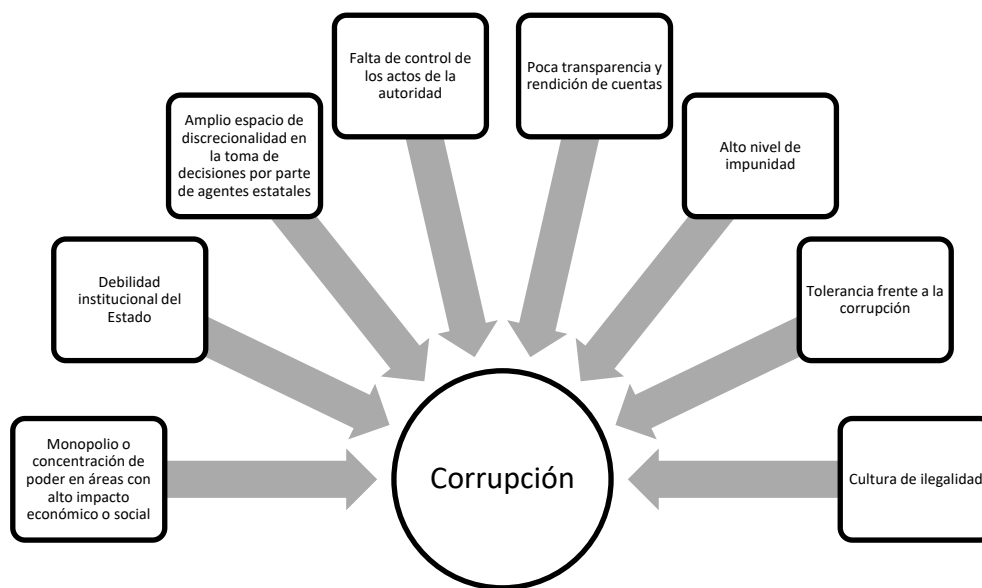 Falta de control de
los actos de la
autoridad
Poca transparencia y
rendición de cuentas
Amplio espacio de
discrecionalidad en
la toma de
decisiones por parte
de agentes estatales
Alto nivel de
impunidad
Debilidad
institucional del
Estado
Tolerancia frente a la
corrupción
Monopolio o
concentración de
poder en áreas con
alto impacto
económico o social
Corrupción
Cultura de ilegalidad